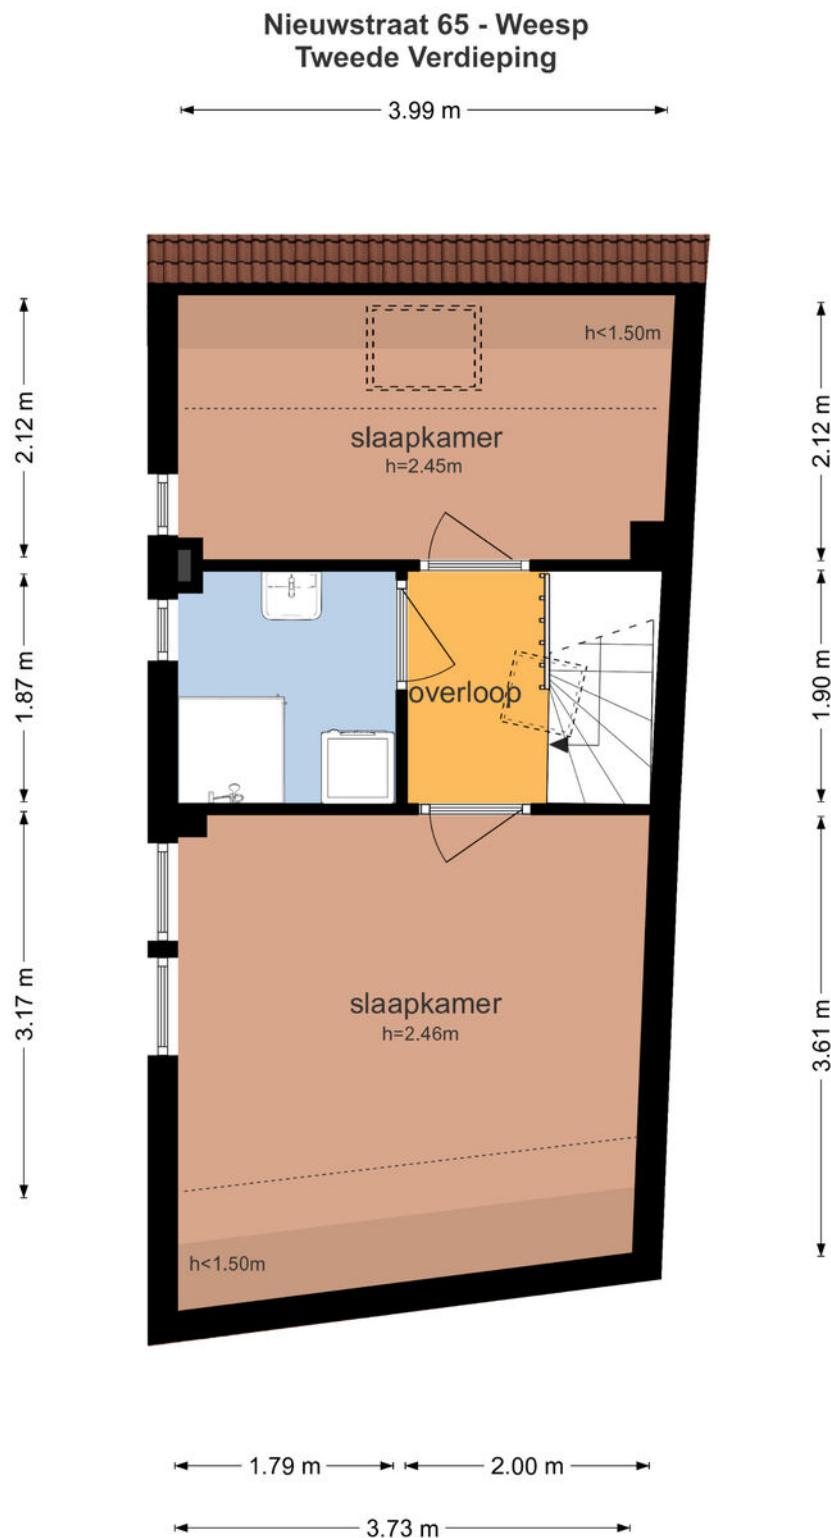 Nieuwstraat 65 - Weesp
Tweede Verdieping
3.99 m
h<1.50m
2.12 m
2.12 m
slaapkamer
h=2.45m
1.87 m
overloop
1.90 m
slaapkamer
h=2.46m
3.17 m
3.61 m
h<1.50m
1.79 m
2.00 m
3.73 m